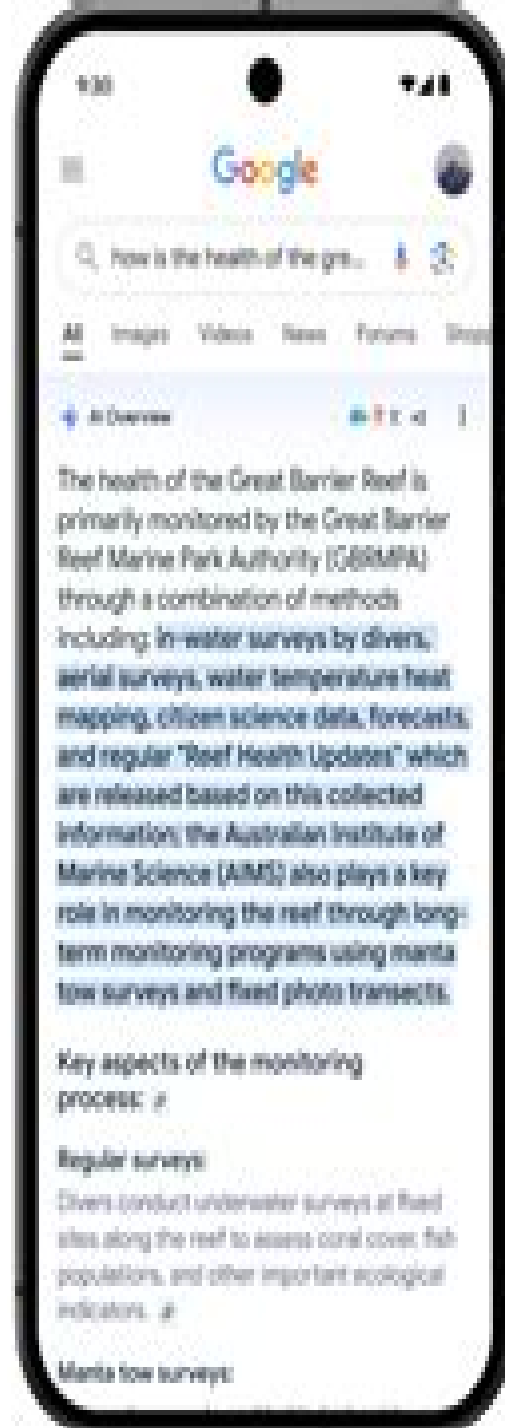 9:30
Google
how is the health of the gre...
All Images Videos News Forums Shopp
AI Overview
The health of the Great Barrier Reef is
primarily monitored by the Great Barrier
Reef Marine Park Authority (GBRMPA)
through a combination of methods
including in-water surveys by divers,
aerial surveys, water temperature heat
mapping, citizen science data, forecasts,
and regular "Reef Health Updates" which
are released based on this collected
information; the Australian Institute of
Marine Science (AIMS) also plays a key
role in monitoring the reef through long-
term monitoring programs using manta
tow surveys and fixed photo transects.
Key aspects of the monitoring
process:
Regular surveys:
Divers conduct underwater surveys at fixed
sites along the reef to assess coral cover, fish
populations, and other important ecological
indicators.
Manta tow surveys: